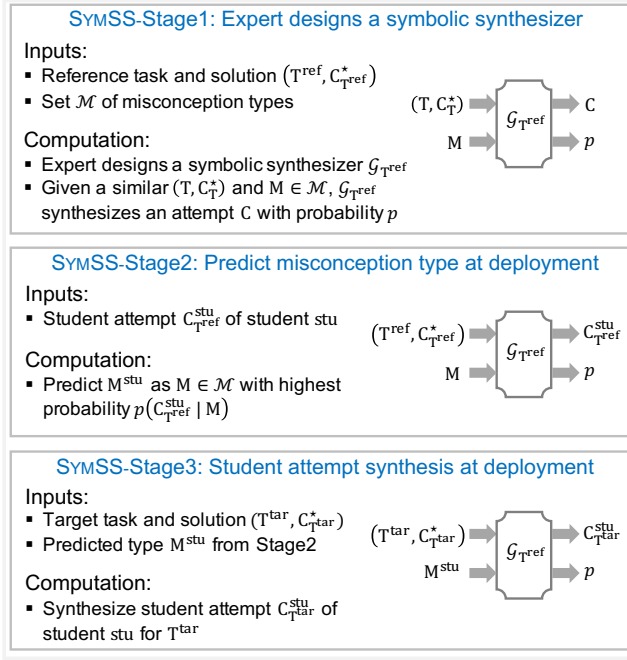 SYMSS-Stage1: Expert designs a symbolic synthesizer
Inputs:
▪ Reference task and solution (T^ref, C^⋆_T^ref)
▪ Set ℳ of misconception types
Computation:
▪ Expert designs a symbolic synthesizer 𝒢_T^ref
▪ Given a similar (T, C^⋆_T) and M ∈ ℳ, 𝒢_T^ref
synthesizes an attempt C with probability p
(T, C^⋆_T)
M
𝒢_T^ref
C
p
SYMSS-Stage2: Predict misconception type at deployment
Inputs:
▪ Student attempt C^stu_T^ref of student stu
Computation:
▪ Predict M^stu as M ∈ ℳ with highest
probability p(C^stu_T^ref | M)
(T^ref, C^⋆_T^ref)
M
𝒢_T^ref
C^stu_T^ref
p
SYMSS-Stage3: Student attempt synthesis at deployment
Inputs:
▪ Target task and solution (T^tar, C^⋆_T^tar)
▪ Predicted type M^stu from Stage2
Computation:
▪ Synthesize student attempt C^stu_T^tar of
student stu for T^tar
(T^tar, C^⋆_T^tar)
M^stu
𝒢_T^ref
C^stu_T^tar
p